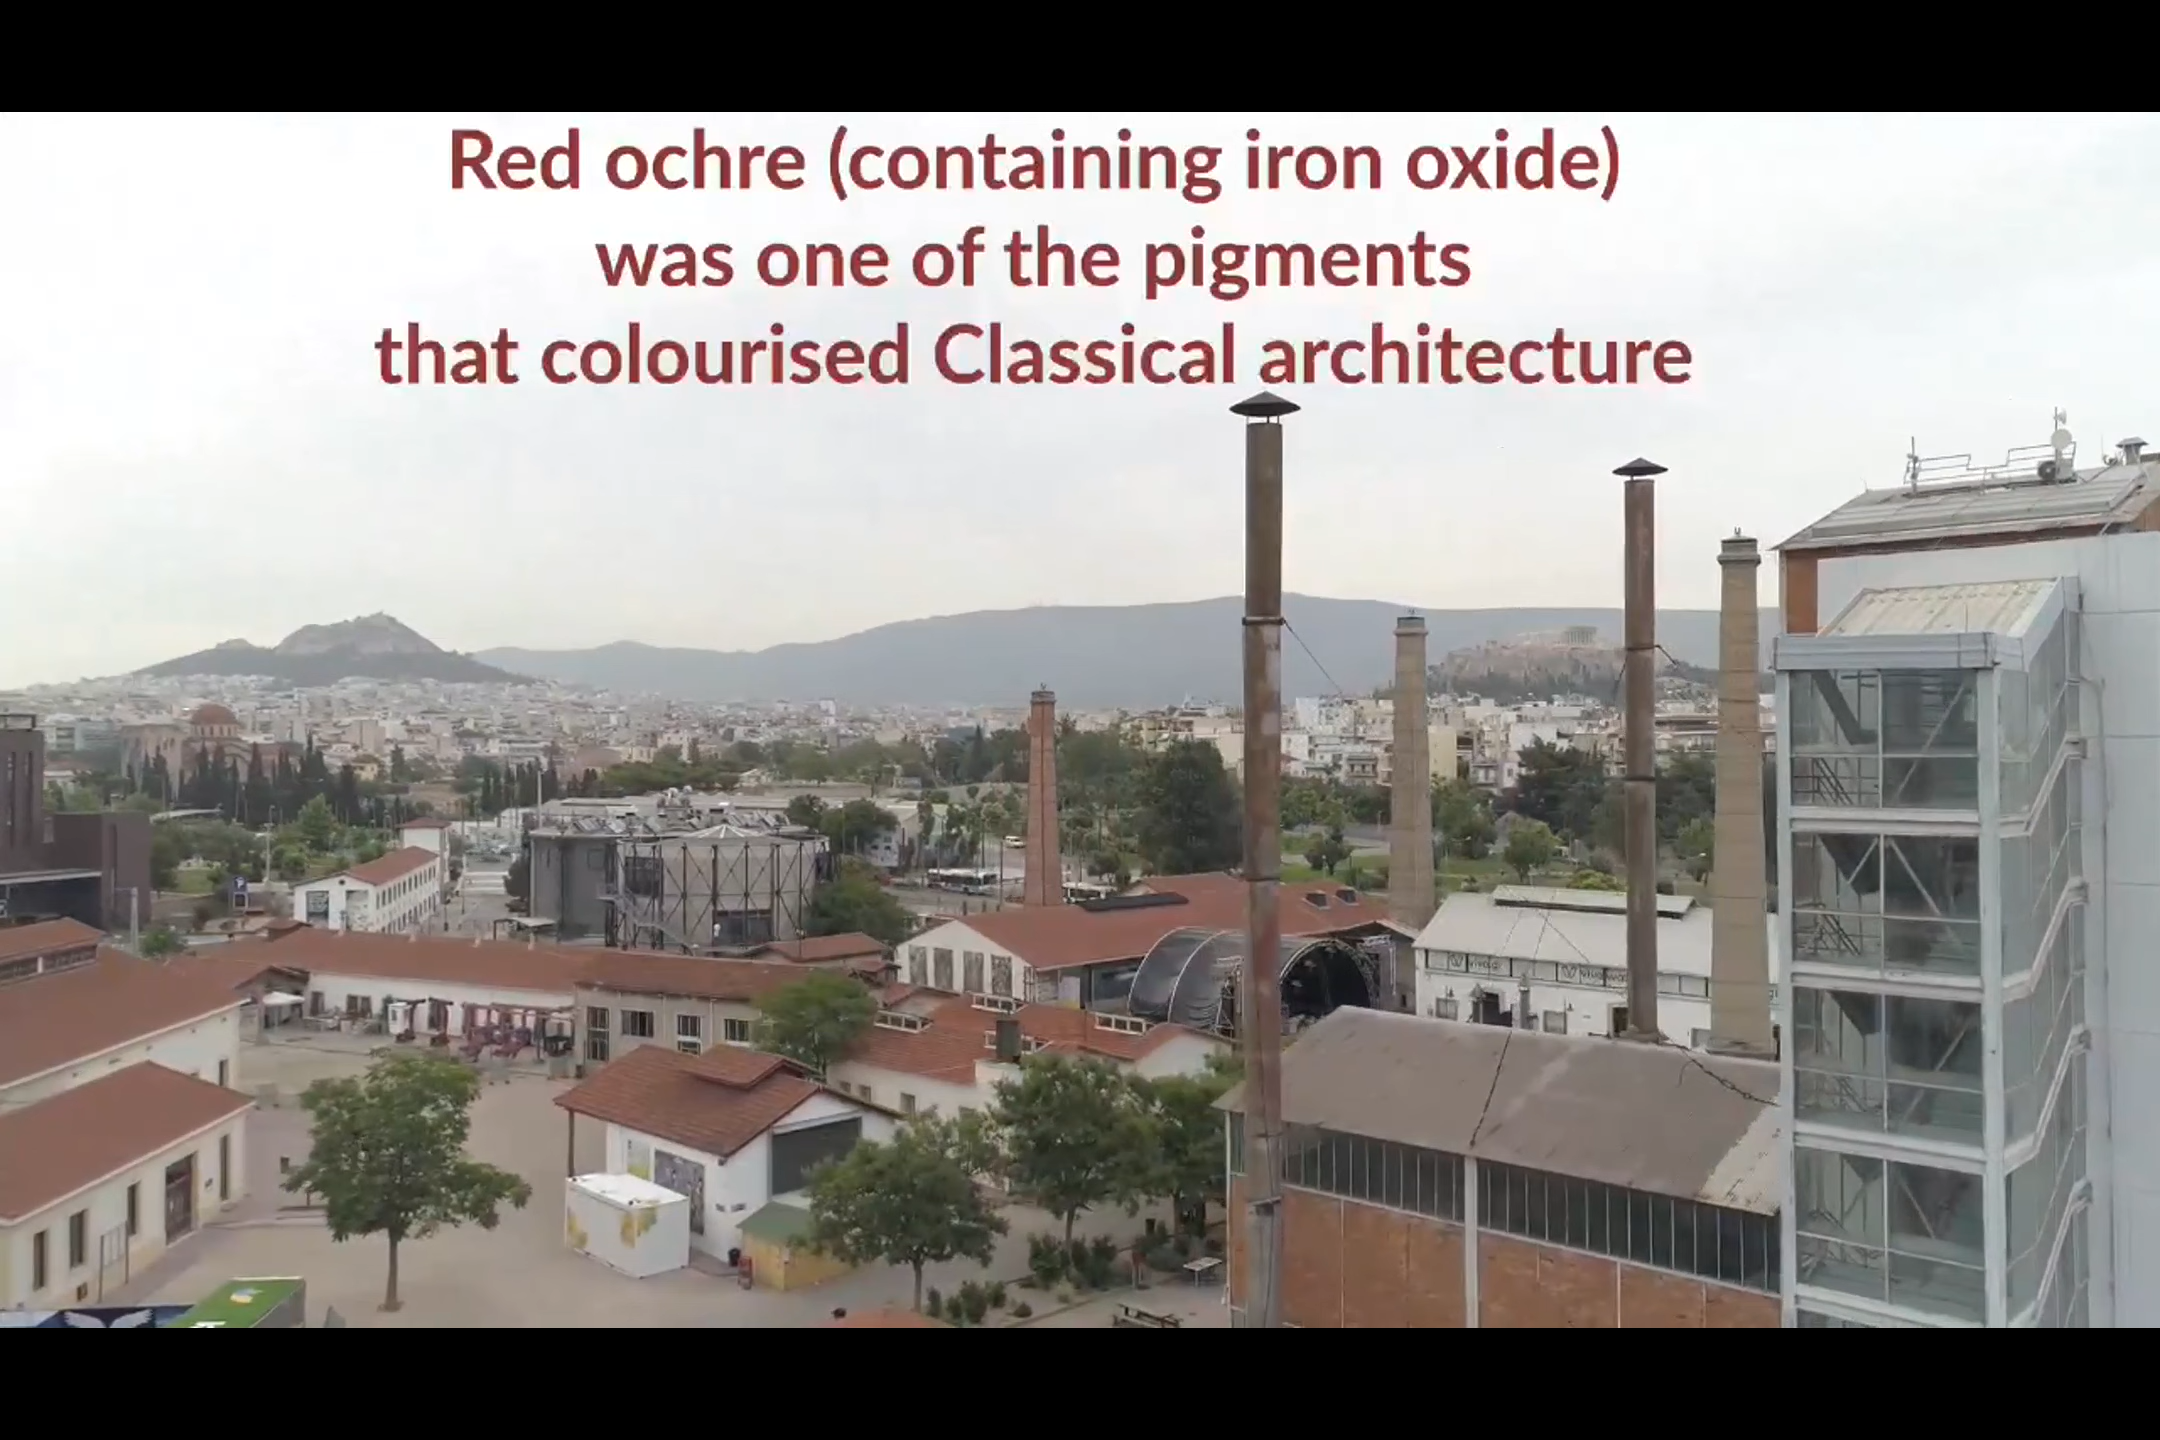 Red ochre (containing iron oxide)
was one of the pigments
that colourised Classical architecture